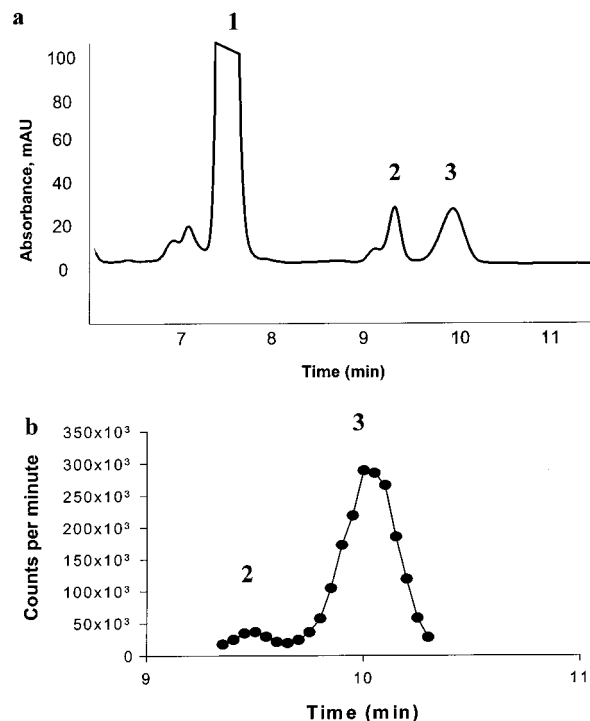 a
1
100
80
60
40
20
0
2 3
Absorbance, mAU
7 8 9 10 11
Time (min)
b
3
350x10³
300x10³
250x10³
200x10³
150x10³
100x10³
50x10³
0
2
Counts per minute
9 10 11
Time (min)